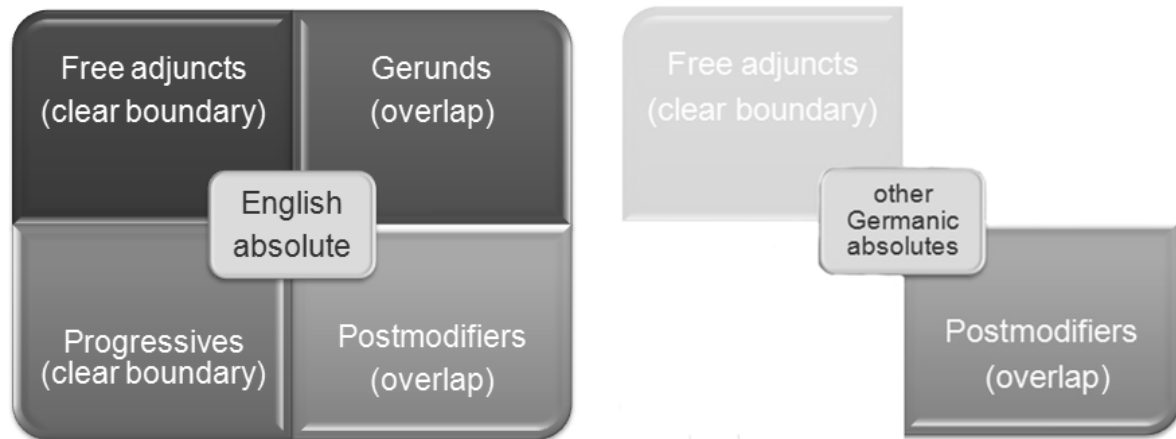 Free adjuncts
(clear boundary)
Gerunds
(overlap)
English
absolute
Progressives
(clear boundary)
Postmodifiers
(overlap)
Free adjuncts
(clear boundary)
other
Germanic
absolutes
Postmodifiers
(overlap)